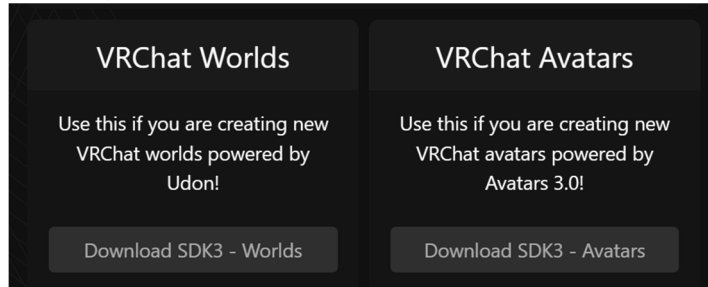 VRChat Worlds
Use this if you are creating new
VRChat worlds powered by
Udon!
Download SDK3 - Worlds
VRChat Avatars
Use this if you are creating new
VRChat avatars powered by
Avatars 3.0!
Download SDK3 - Avatars